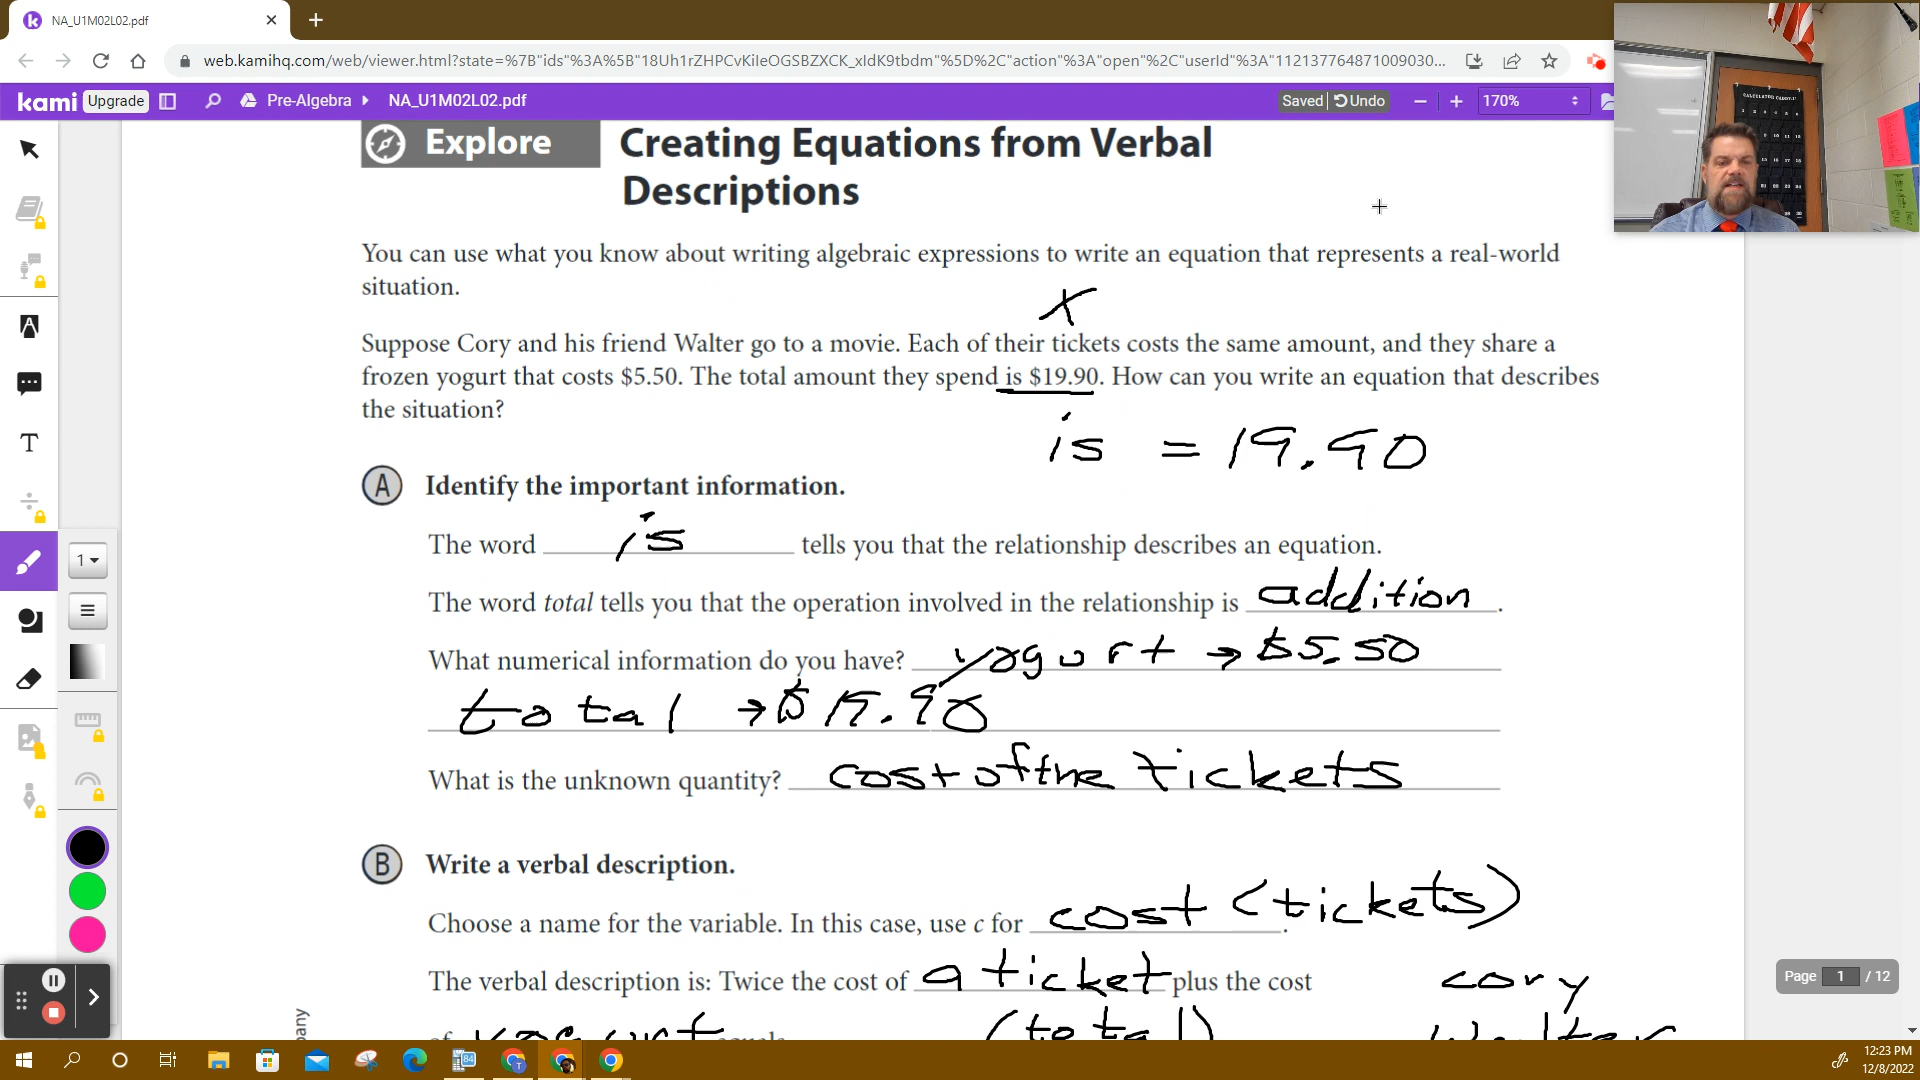 NA_U1M02L02.pdf
web.kamihq.com/web/viewer.html?state=%7B"ids"%3A%5B"18Uh1rZHPCvKiIeOGSBZXCK_xIdK9tbdm"%5D%2C"action"%3A"open"%2C"userId"%3A"112137764871009030...
kami Upgrade Pre-Algebra NA_U1M02L02.pdf Saved Undo 170%
Explore Creating Equations from Verbal
Descriptions
You can use what you know about writing algebraic expressions to write an equation that represents a real-world
situation.
x
Suppose Cory and his friend Walter go to a movie. Each of their tickets costs the same amount, and they share a
frozen yogurt that costs $5.50. The total amount they spend is $19.90. How can you write an equation that describes
the situation?
is = 19.90
A Identify the important information.
The word is tells you that the relationship describes an equation.
The word total tells you that the operation involved in the relationship is addition.
What numerical information do you have? yogurt → $5.50
total → $19.90
What is the unknown quantity? cost of the tickets
B Write a verbal description.
Choose a name for the variable. In this case, use c for cost (tickets).
The verbal description is: Twice the cost of a ticket plus the cost cory
of yogurt equals (total) Walter
pany
Page 1 / 12
1
T
84
12:23 PM
12/8/2022